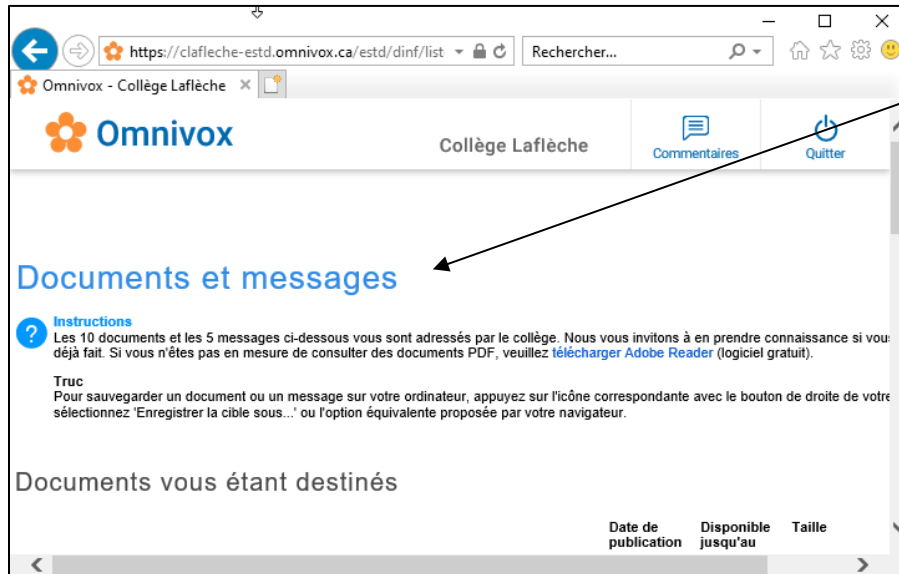 https://clafleche-estd.omnivox.ca/estd/dinf/list
Rechercher...
Omnivox - Collège Laflèche
Omnivox
Collège Laflèche
Commentaires
Quitter
Documents et messages
?
Instructions
Les 10 documents et les 5 messages ci-dessous vous sont adressés par le collège. Nous vous invitons à en prendre connaissance si vous
déjà fait. Si vous n'êtes pas en mesure de consulter des documents PDF, veuillez télécharger Adobe Reader (logiciel gratuit).
Truc
Pour sauvegarder un document ou un message sur votre ordinateur, appuyez sur l'icône correspondante avec le bouton de droite de votre
sélectionnez 'Enregistrer la cible sous...' ou l'option équivalente proposée par votre navigateur.
Documents vous étant destinés
Date de publication
Disponible jusqu'au
Taille